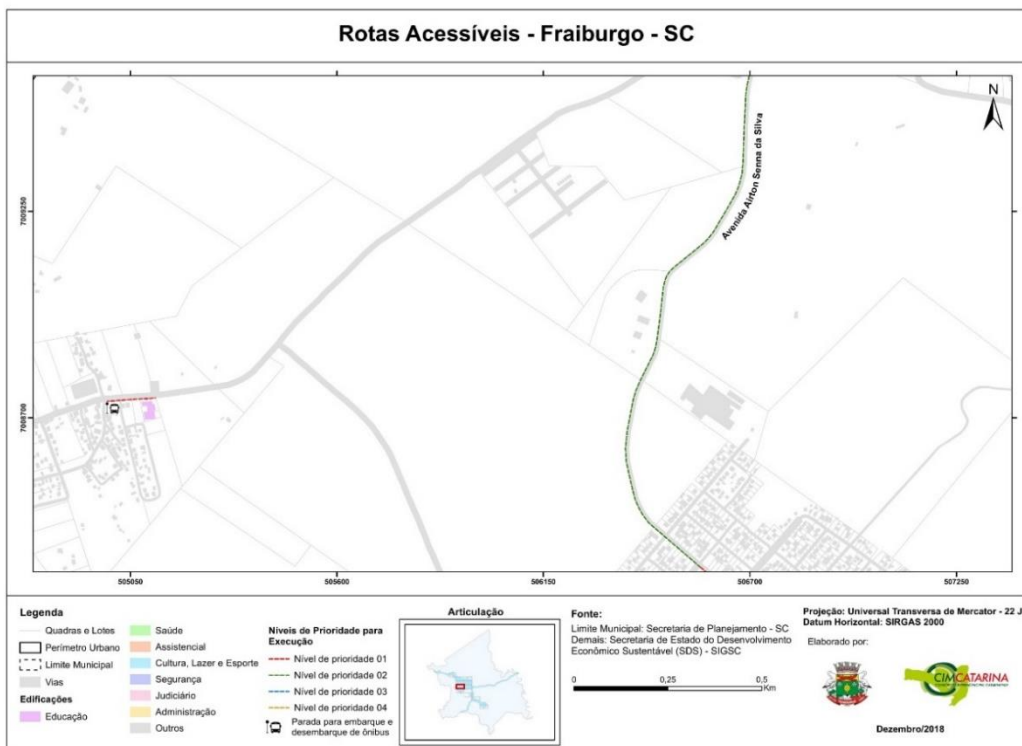 Rotas Acessíveis - Fraiburgo - SC
N
Avenida Airton Senna da Silva
7009250
7008700
505050
505600
506150
506700
507250
Legenda
Quadras e Lotes
Perímetro Urbano
Limite Municipal
Vias
Edificações
Educação
Saúde
Assistencial
Cultura, Lazer e Esporte
Segurança
Judiciário
Administração
Outros
Níveis de Prioridade para
Execução
Nível de prioridade 01
Nível de prioridade 02
Nível de prioridade 03
Nível de prioridade 04
Parada para embarque e
desembarque de ônibus
Articulação
Fonte:
Limite Municipal: Secretaria de Planejamento - SC
Demais: Secretaria de Estado do Desenvolvimento
Econômico Sustentável (SDS) - SIGSC
0 0,25 0,5
Km
Projeção: Universal Transversa de Mercator - 22 J
Datum Horizontal: SIRGAS 2000
Elaborado por:
CIMCATARINA
Dezembro/2018